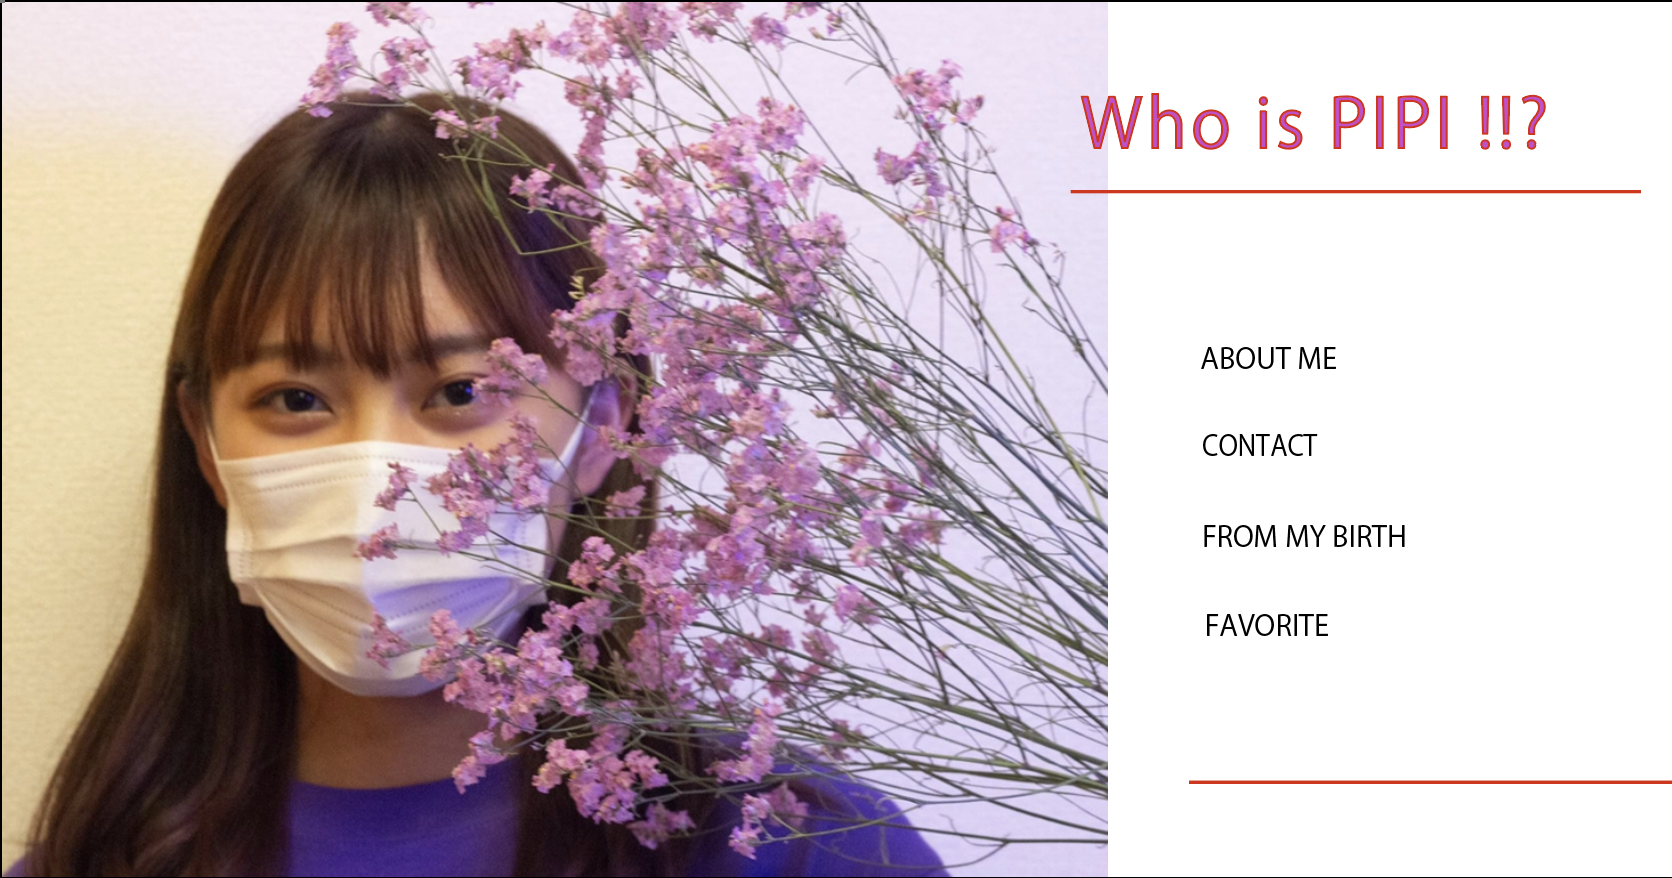 Who is PIPI !!?
ABOUT ME
CONTACT
FROM MY BIRTH
FAVORITE